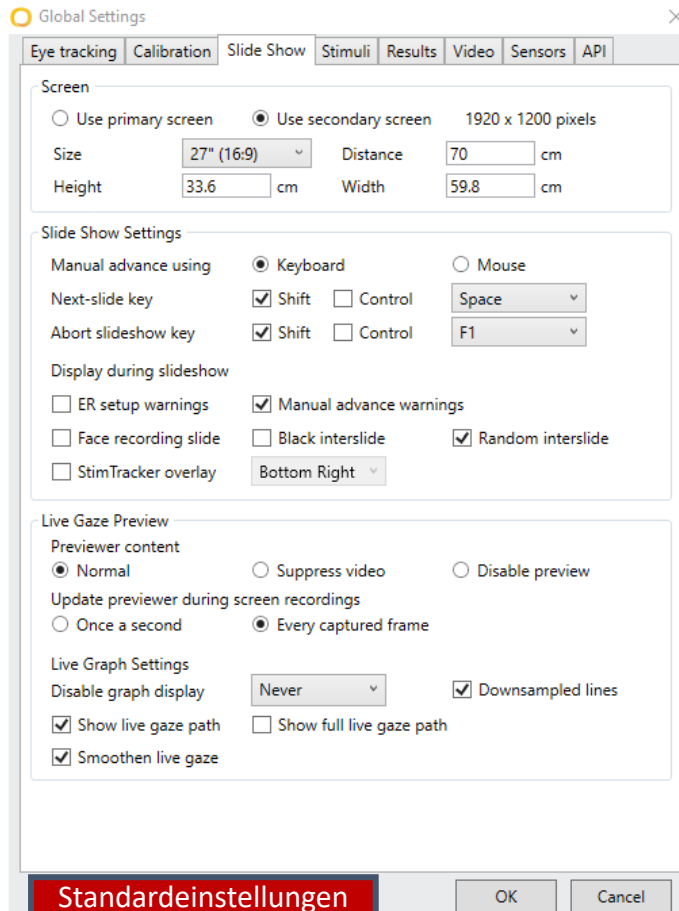 Global Settings
Eye tracking Calibration Slide Show Stimuli Results Video Sensors API
Screen
Use primary screen Use secondary screen 1920 x 1200 pixels
Size 27" (16:9) Distance 70 cm
Height 33.6 cm Width 59.8 cm
Slide Show Settings
Manual advance using Keyboard Mouse
Next-slide key Shift Control Space
Abort slideshow key Shift Control F1
Display during slideshow
ER setup warnings Manual advance warnings
Face recording slide Black interslide Random interslide
StimTracker overlay Bottom Right
Live Gaze Preview
Previewer content
Normal Suppress video Disable preview
Update previewer during screen recordings
Once a second Every captured frame
Live Graph Settings
Disable graph display Never Downsampled lines
Show live gaze path Show full live gaze path
Smoothen live gaze
Standardeinstellungen OK Cancel